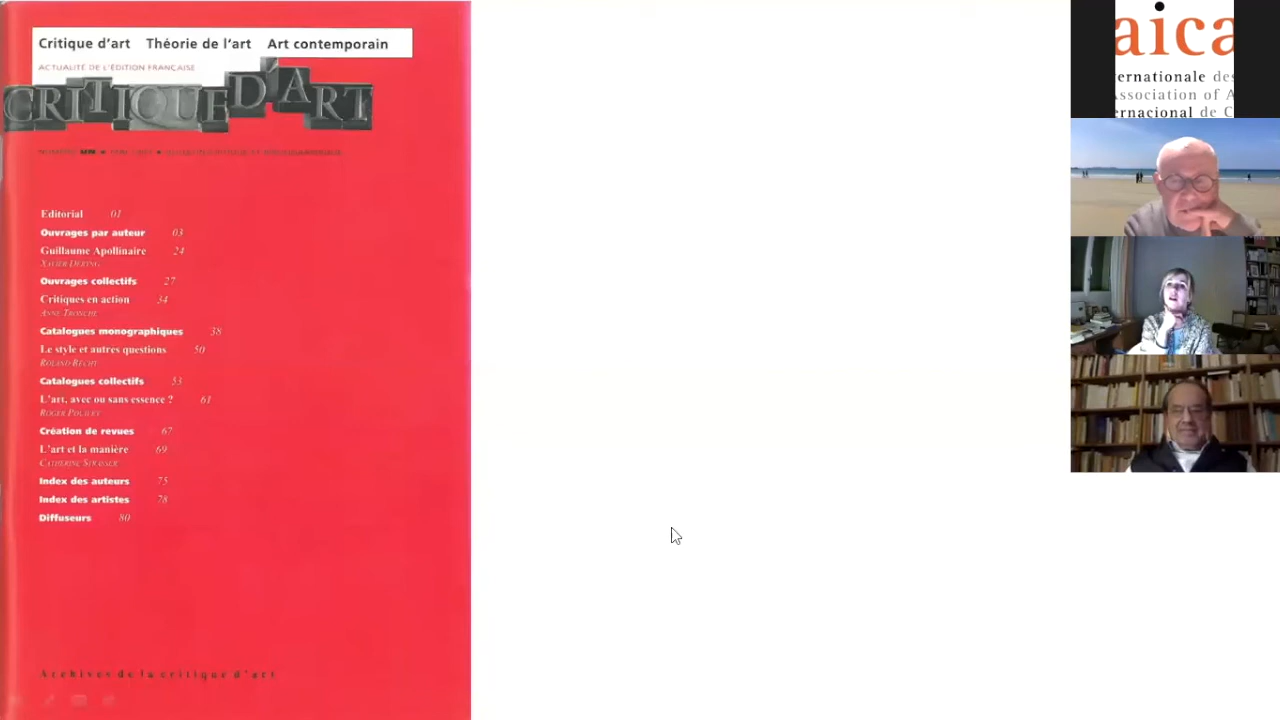 Critique d'art Théorie de l'art Art contemporain
ACTUALITÉ DE L'ÉDITION FRANÇAISE
CRITIQUE D'ART
Editorial 01
Ouvrages par auteur 03
Guillaume Apollinaire 24
Ouvrages collectifs 27
Critiques en action 34
Catalogues monographiques 38
Le style et autres questions 50
Catalogues collectifs 53
L'art, avec ou sans essence ? 61
Création de revues 67
L'art et la manière 69
Index des auteurs 75
Index des artistes 78
Diffuseurs 80
Archives de la critique d'art
aica
ernationale des
Association of A
ernacional de C